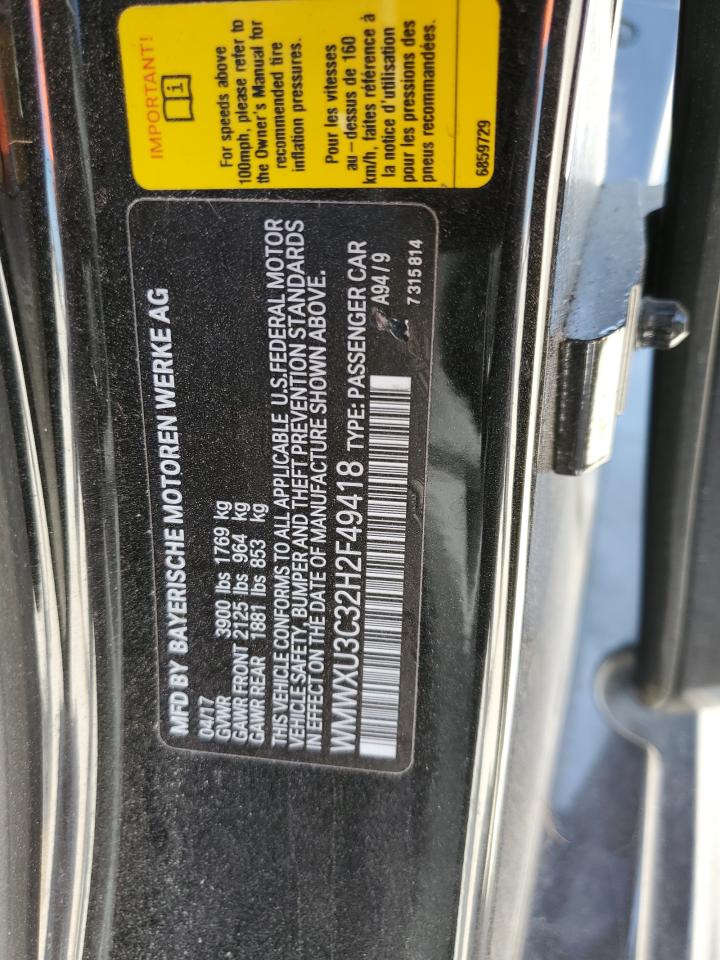 MFD BY BAYERISCHE MOTOREN WERKE AG
04/17
GVWR 3900 lbs 1769 kg
GAWR FRONT 2125 lbs 964 kg
GAWR REAR 1881 lbs 853 kg
THIS VEHICLE CONFORMS TO ALL APPLICABLE U.S.FEDERAL MOTOR
VEHICLE SAFETY, BUMPER AND THEFT PREVENTION STANDARDS
IN EFFECT ON THE DATE OF MANUFACTURE SHOWN ABOVE.
WMWXU3C32H2F49418 TYPE: PASSENGER CAR
A94/9
7 315 814
IMPORTANT!
For speeds above
100mph, please refer to
the Owner's Manual for
recommended tire
inflation pressures.
Pour les vitesses
au-dessus de 160
km/h, faites référence à
la notice d'utilisation
pour les pressions des
pneus recommandées.
6859729